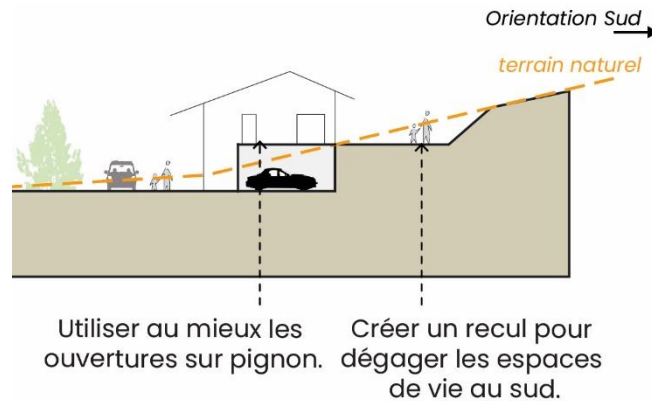 Orientation Sud
terrain naturel
Utiliser au mieux les
ouvertures sur pignon.
Créer un recul pour
dégager les espaces
de vie au sud.